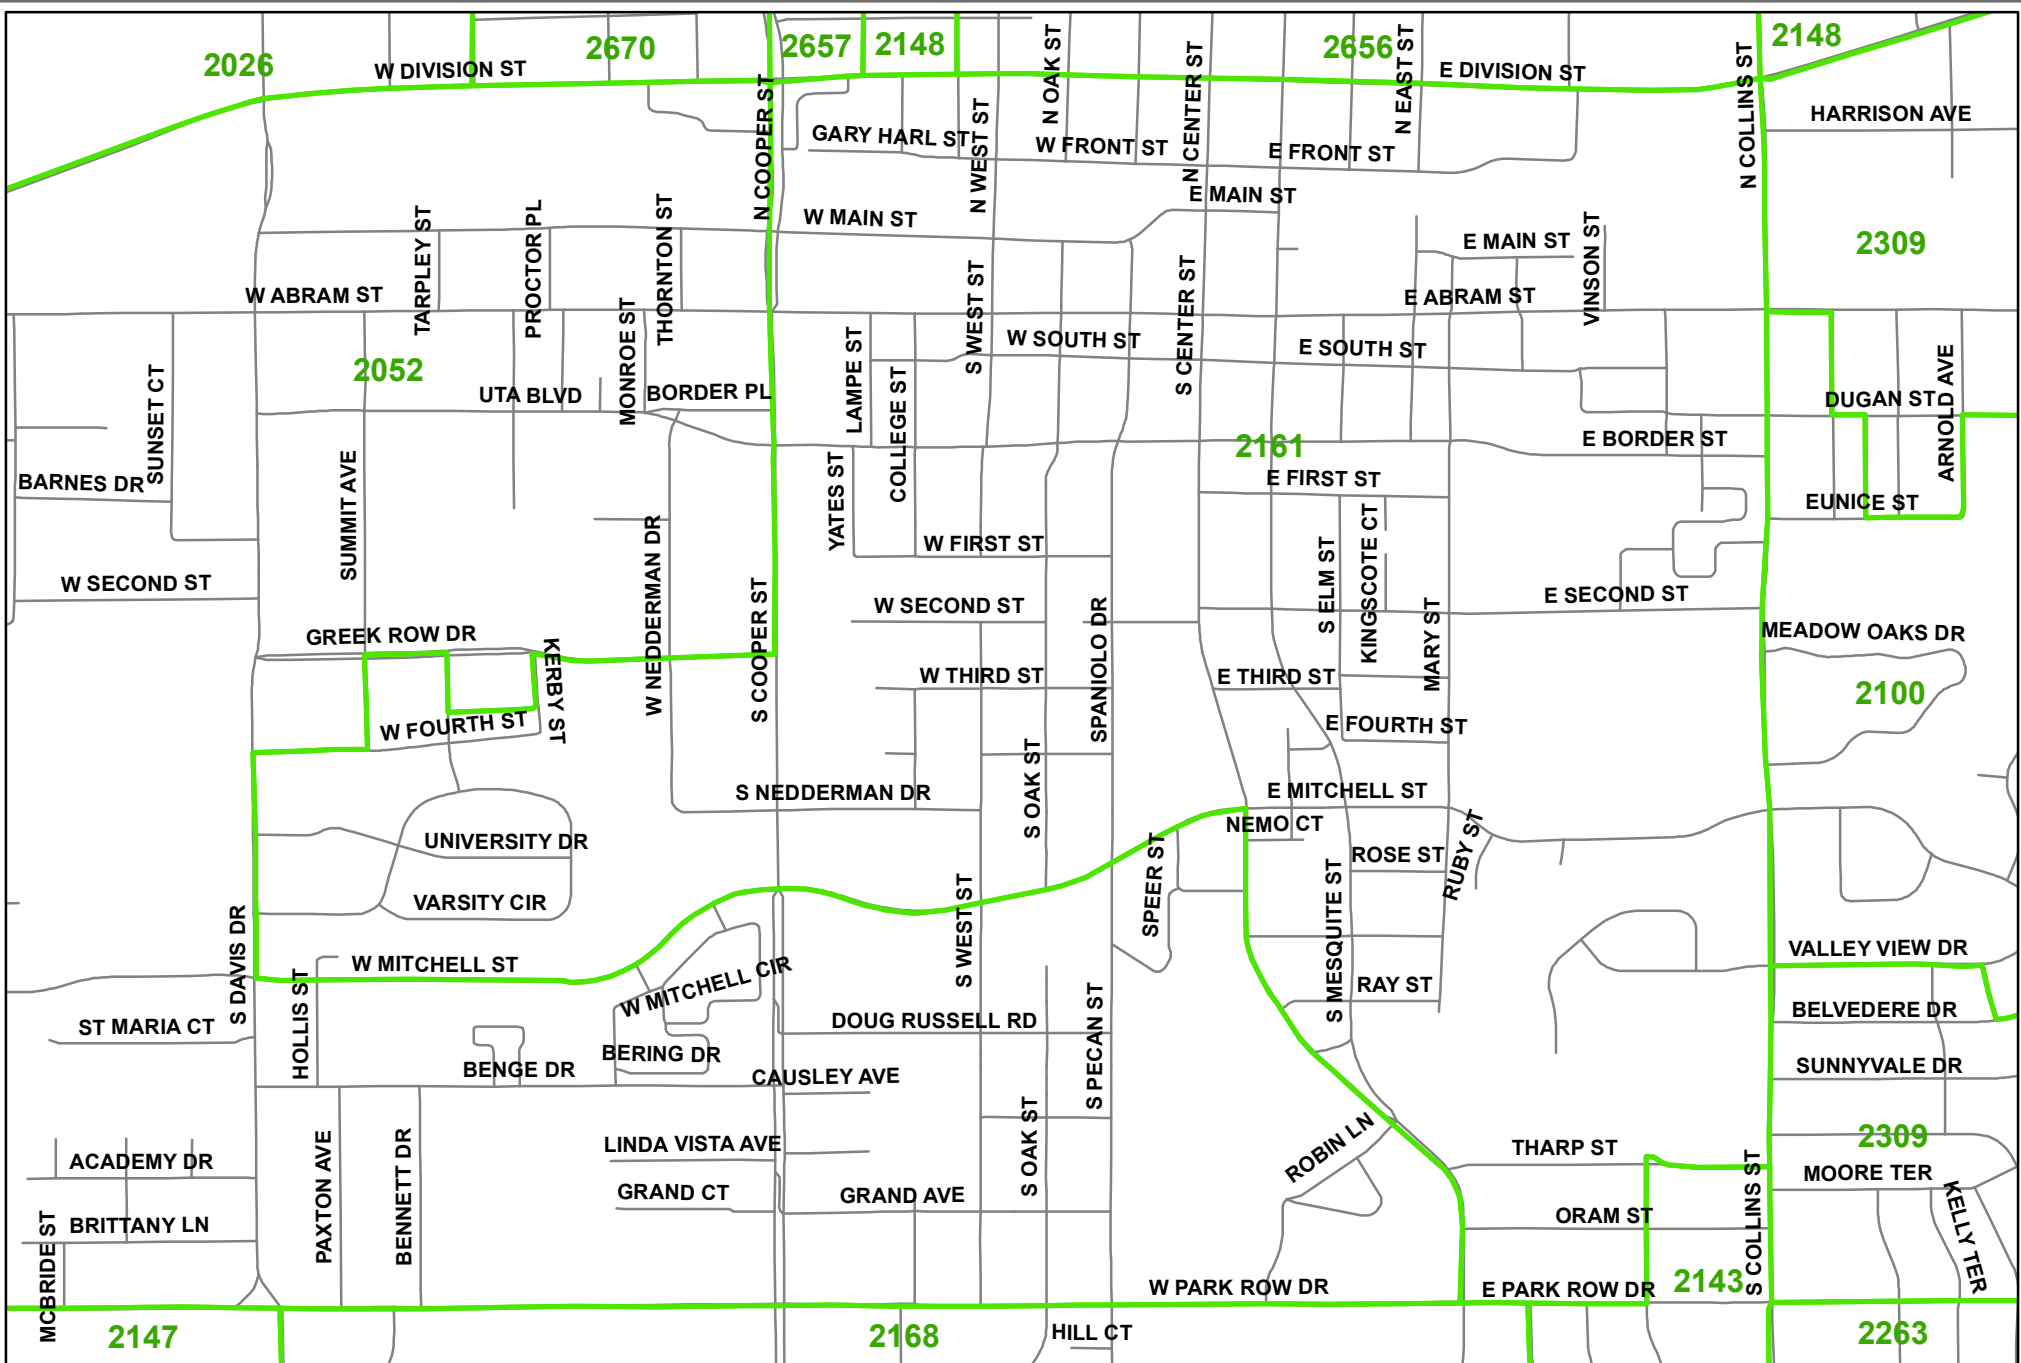 2026
2670
2657
2148
2656
2148
W DIVISION ST
E DIVISION ST
N COOPER ST
N OAK ST
N CENTER ST
N EAST ST
N COLLINS ST
HARRISON AVE
GARY HARL ST
N WEST ST
W FRONT ST
E FRONT ST
TARPLEY ST
PROCTOR PL
THORNTON ST
W MAIN ST
E MAIN ST
E MAIN ST
VINSON ST
2309
W ABRAM ST
E ABRAM ST
MONROE ST
S WEST ST
S CENTER ST
W SOUTH ST
E SOUTH ST
2052
SUNSET CT
UTA BLVD
BORDER PL
LAMPE ST
COLLEGE ST
DUGAN ST
ARNOLD AVE
2161
E BORDER ST
BARNES DR
SUMMIT AVE
YATES ST
E FIRST ST
EUNICE ST
W NEDDERMAN DR
W FIRST ST
S ELM ST
KINGSCOTE CT
W SECOND ST
S COOPER ST
W SECOND ST
SPANIOLO DR
MARY ST
E SECOND ST
GREEK ROW DR
KERBY ST
MEADOW OAKS DR
W THIRD ST
E THIRD ST
2100
W FOURTH ST
E FOURTH ST
S OAK ST
S NEDDERMAN DR
E MITCHELL ST
NEMO CT
RUBY ST
UNIVERSITY DR
ROSE ST
VARSITY CIR
SPEER ST
S DAVIS DR
S WEST ST
S MESQUITE ST
VALLEY VIEW DR
W MITCHELL ST
HOLLIS ST
W MITCHELL CIR
RAY ST
BELVEDERE DR
ST MARIA CT
DOUG RUSSELL RD
S PECAN ST
BERING DR
BENGE DR
CAUSLEY AVE
SUNNYVALE DR
S OAK ST
ROBIN LN
2309
LINDA VISTA AVE
THARP ST
ACADEMY DR
PAXTON AVE
BENNETT DR
MOORE TER
GRAND CT
GRAND AVE
ORAM ST
S COLLINS ST
KELLY TER
BRITTANY LN
MCBRIDE ST
W PARK ROW DR
E PARK ROW DR
2143
2147
2168
HILL CT
2263